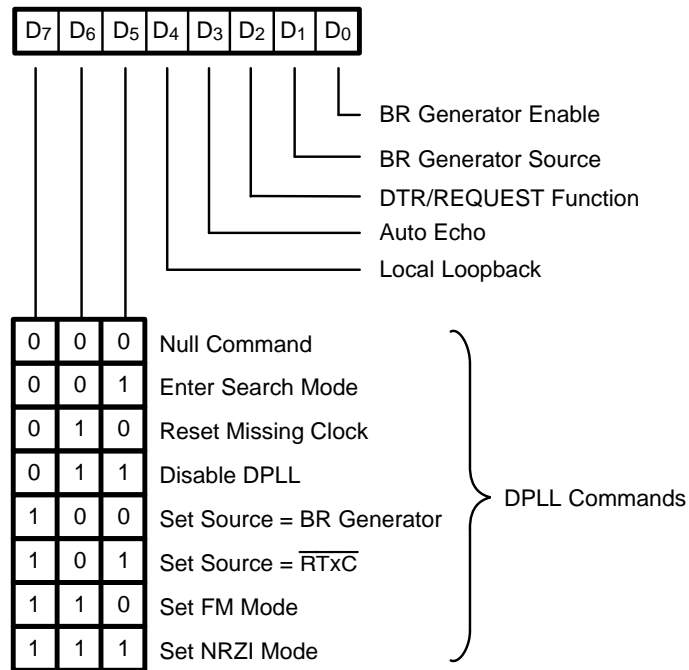 D7 D6 D5 D4 D3 D2 D1 D0
BR Generator Enable
BR Generator Source
DTR/REQUEST Function
Auto Echo
Local Loopback
0 0 0 Null Command
0 0 1 Enter Search Mode
0 1 0 Reset Missing Clock
0 1 1 Disable DPLL
1 0 0 Set Source = BR Generator
1 0 1 Set Source = RTxC
1 1 0 Set FM Mode
1 1 1 Set NRZI Mode
DPLL Commands